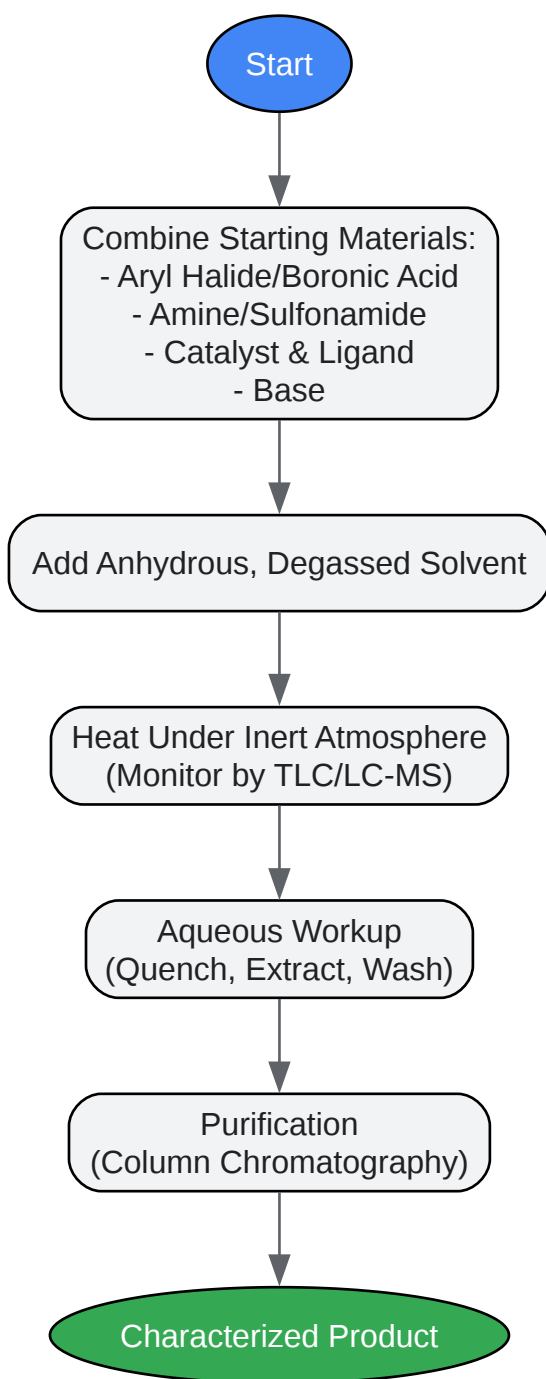 Start
Combine Starting Materials:
- Aryl Halide/Boronic Acid
- Amine/Sulfonamide
- Catalyst & Ligand
- Base
Add Anhydrous, Degassed Solvent
Heat Under Inert Atmosphere
(Monitor by TLC/LC-MS)
Aqueous Workup
(Quench, Extract, Wash)
Purification
(Column Chromatography)
Characterized Product